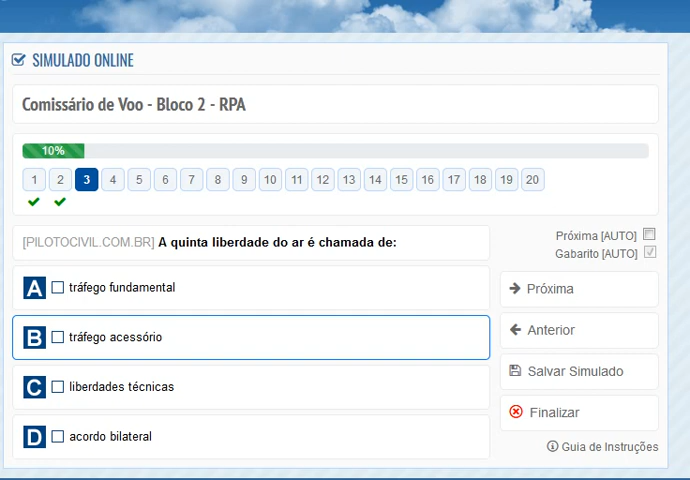 SIMULADO ONLINE
Comissário de Voo - Bloco 2 - RPA
10%
1 2 3 4 5 6 7 8 9 10 11 12 13 14 15 16 17 18 19 20
[PILOTOCIVIL.COM.BR] A quinta liberdade do ar é chamada de:
A tráfego fundamental
B tráfego acessório
C liberdades técnicas
D acordo bilateral
Próxima [AUTO]
Gabarito [AUTO]
Próxima
Anterior
Salvar Simulado
Finalizar
Guia de Instruções